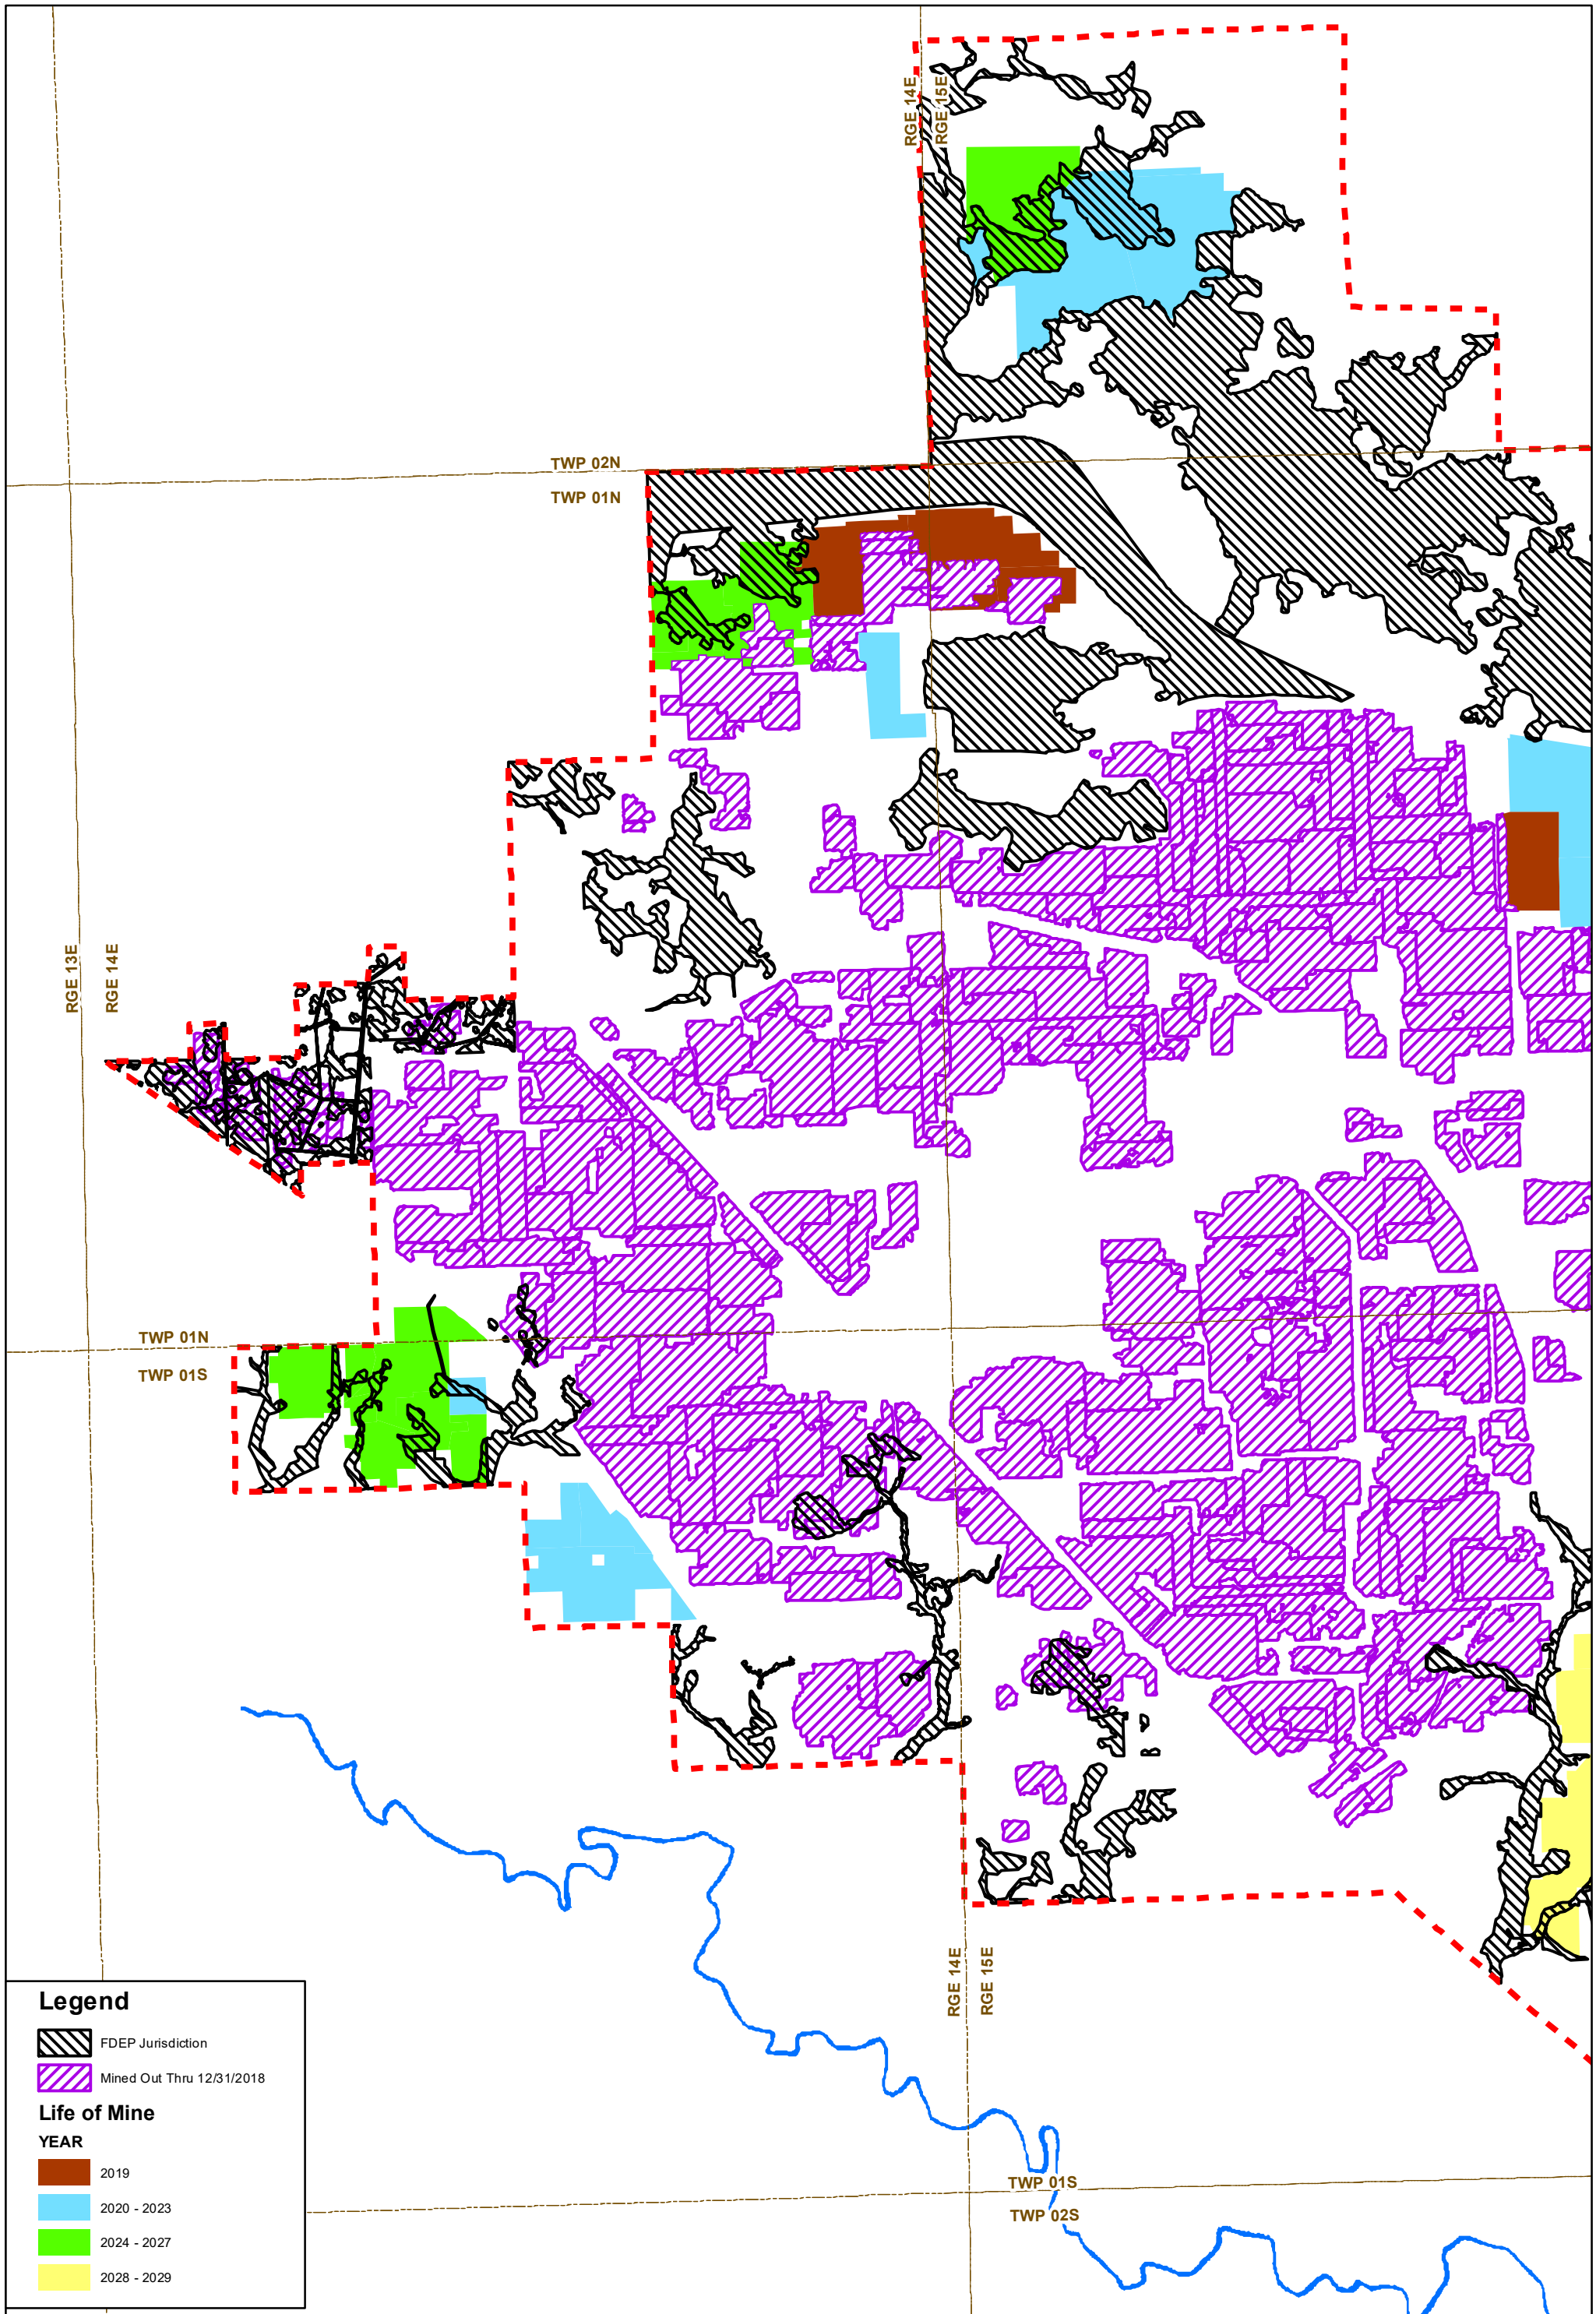 RGE 14E
RGE 15E
TWP 02N
TWP 01N
RGE 13E
RGE 14E
TWP 01N
TWP 01S
RGE 14E
RGE 15E
TWP 01S
TWP 02S
Legend
FDEP Jurisdiction
Mined Out Thru 12/31/2018
Life of Mine
YEAR
2019
2020 - 2023
2024 - 2027
2028 - 2029